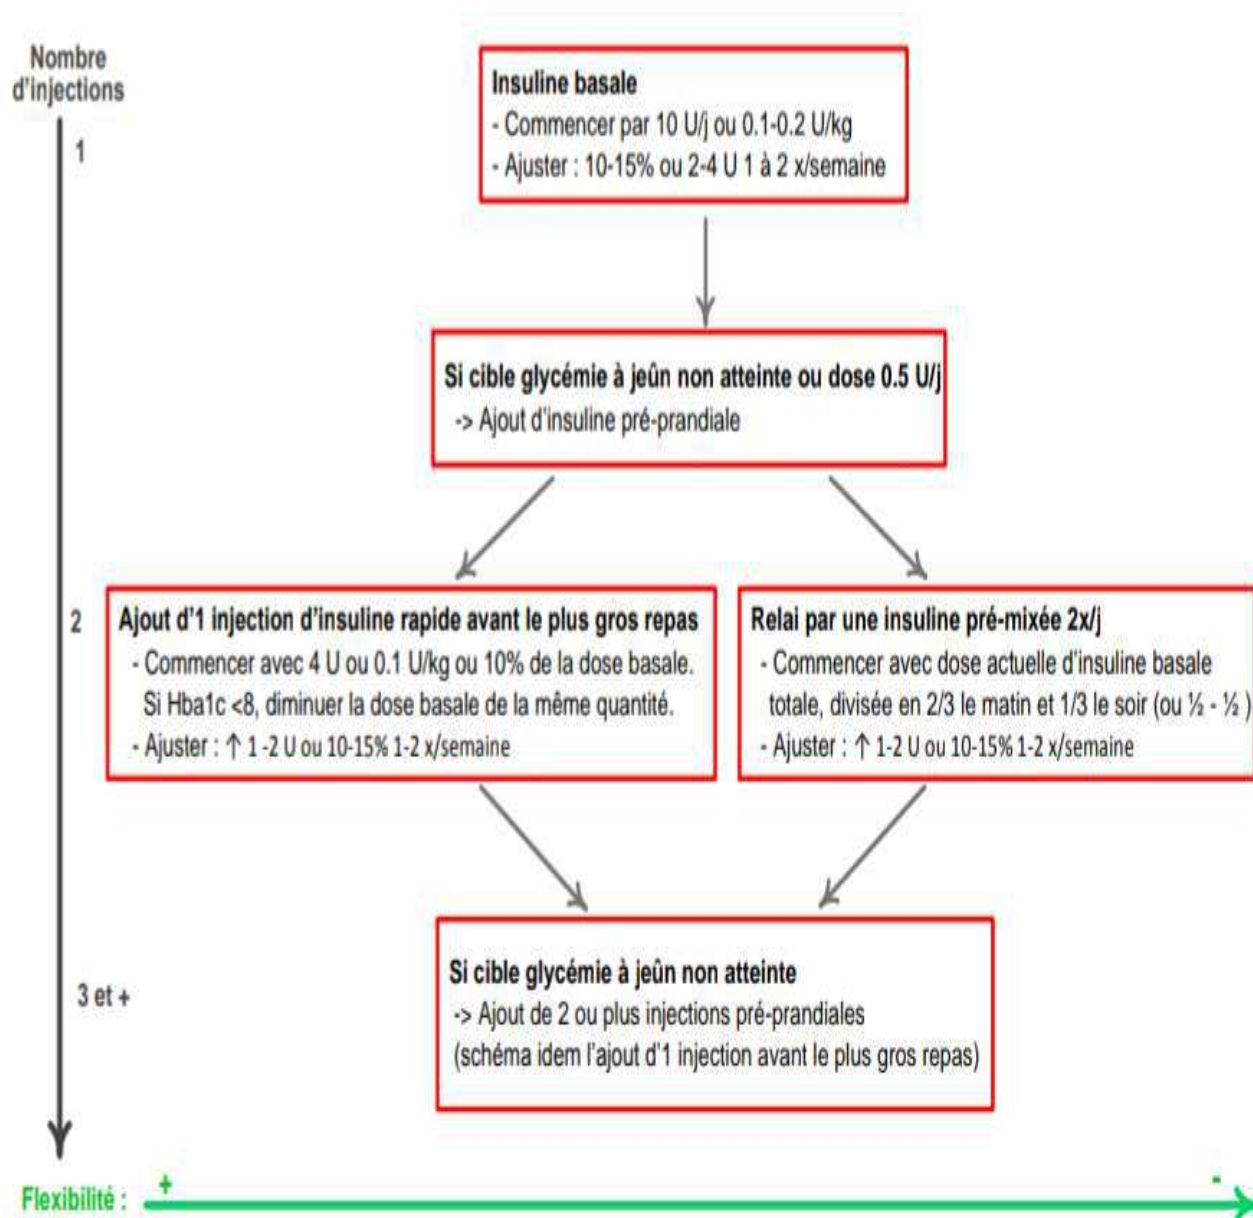 Nombre
d'injections
1
Insuline basale
- Commencer par 10 U/j ou 0.1-0.2 U/kg
- Ajuster : 10-15% ou 2-4 U 1 à 2 x/semaine
Si cible glycémie à jeûn non atteinte ou dose 0.5 U/j
-> Ajout d'insuline pré-prandiale
2
Ajout d'1 injection d'insuline rapide avant le plus gros repas
- Commencer avec 4 U ou 0.1 U/kg ou 10% de la dose basale.
Si Hba1c <8, diminuer la dose basale de la même quantité.
- Ajuster : ↑ 1 -2 U ou 10-15% 1-2 x/semaine
Relai par une insuline pré-mixée 2x/j
- Commencer avec dose actuelle d'insuline basale
totale, divisée en 2/3 le matin et 1/3 le soir (ou ½ - ½ )
- Ajuster : ↑ 1-2 U ou 10-15% 1-2 x/semaine
3 et +
Si cible glycémie à jeûn non atteinte
-> Ajout de 2 ou plus injections pré-prandiales
(schéma idem l'ajout d'1 injection avant le plus gros repas)
Flexibilité : + -